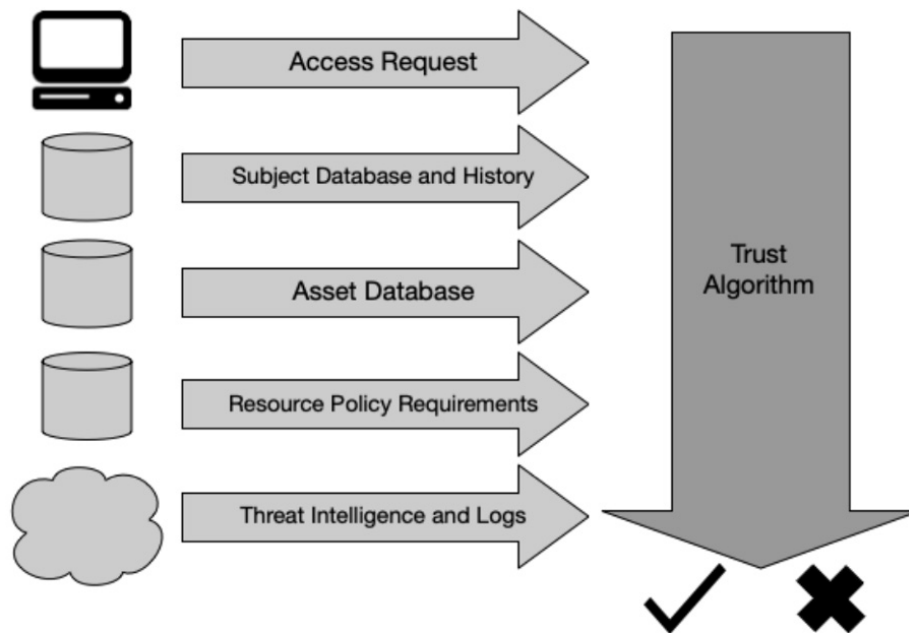 Access Request
Subject Database and History
Asset Database
Trust
Algorithm
Resource Policy Requirements
Threat Intelligence and Logs